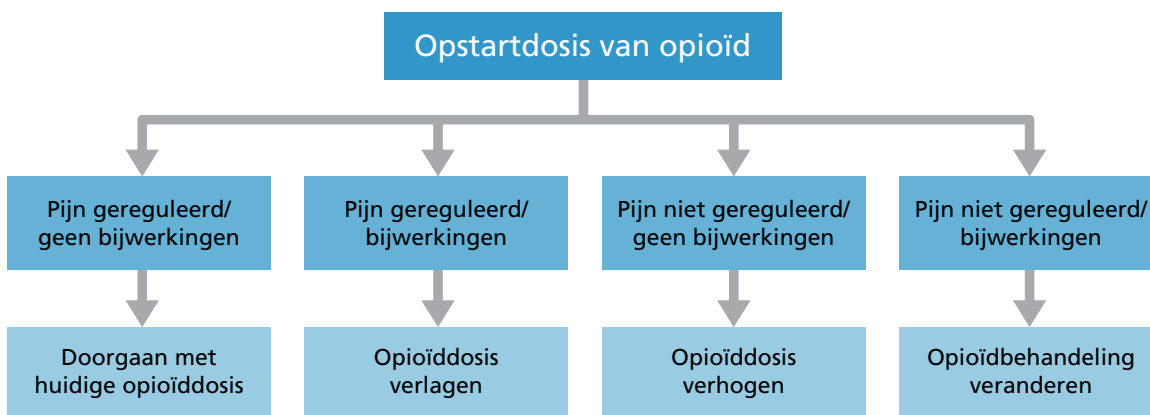 Opstartdosis van opioïd
Pijn gereguleerd/
geen bijwerkingen
Pijn gereguleerd/
bijwerkingen
Pijn niet gereguleerd/
geen bijwerkingen
Pijn niet gereguleerd/
bijwerkingen
Doorgaan met
huidige opioïddosis
Opioïddosis
verlagen
Opioïddosis
verhogen
Opioïdbehandeling
veranderen